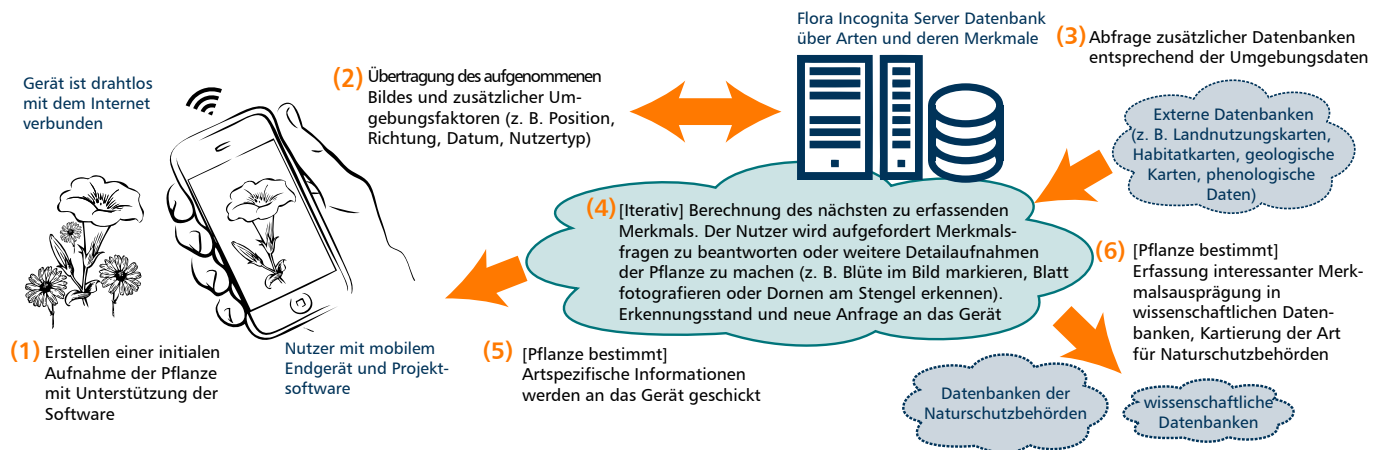 Gerät ist drahtlos
mit dem Internet
verbunden
(1) Erstellen einer initialen
Aufnahme der Pflanze
mit Unterstützung der
Software
Nutzer mit mobilem
Endgerät und Projekt-
software
(2) Übertragung des aufgenommenen
Bildes und zusätzlicher Um-
gebungsfaktoren (z. B. Position,
Richtung, Datum, Nutzertyp)
Flora Incognita Server Datenbank
über Arten und deren Merkmale
(3) Abfrage zusätzlicher Datenbanken
entsprechend der Umgebungsdaten
Externe Datenbanken
(z. B. Landnutzungskarten,
Habitatkarten, geologische
Karten, phenologische
Daten)
(4) [Iterativ] Berechnung des nächsten zu erfassenden
Merkmals. Der Nutzer wird aufgefordert Merkmals-
fragen zu beantworten oder weitere Detailaufnahmen
der Pflanze zu machen (z. B. Blüte im Bild markieren, Blatt
fotografieren oder Dornen am Stengel erkennen).
Erkennungsstand und neue Anfrage an das Gerät
(5) [Pflanze bestimmt]
Artspezifische Informationen
werden an das Gerät geschickt
(6) [Pflanze bestimmt]
Erfassung interessanter Merk-
malsausprägung in
wissenschaftlichen Daten-
banken, Kartierung der Art
für Naturschutzbehörden
Datenbanken der
Naturschutzbehörden
wissenschaftliche
Datenbanken